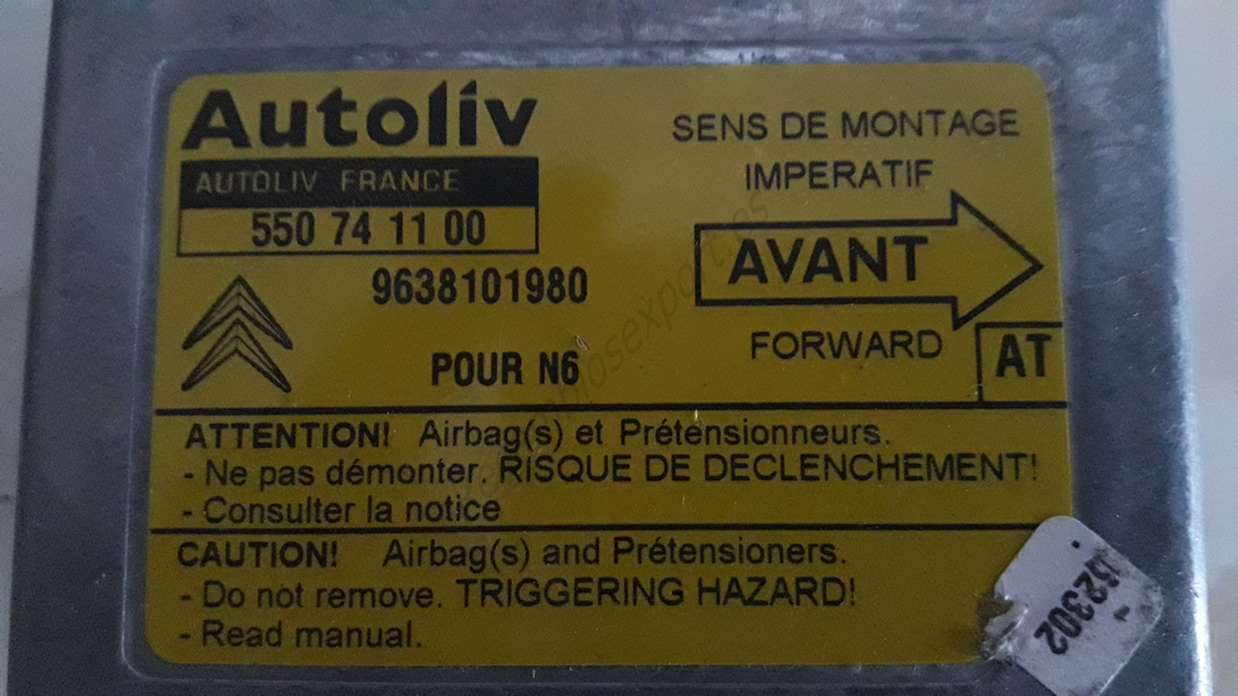 Autoliv
AUTOLIV FRANCE
550 74 11 00
9638101980
POUR N6
SENS DE MONTAGE
IMPERATIF
AVANT
FORWARD
AT
ATTENTION! Airbag(s) et Prétensionneurs.
- Ne pas démonter. RISQUE DE DECLENCHEMENT!
- Consulter la notice
CAUTION! Airbag(s) and Prétensioners.
- Do not remove. TRIGGERING HAZARD!
- Read manual.